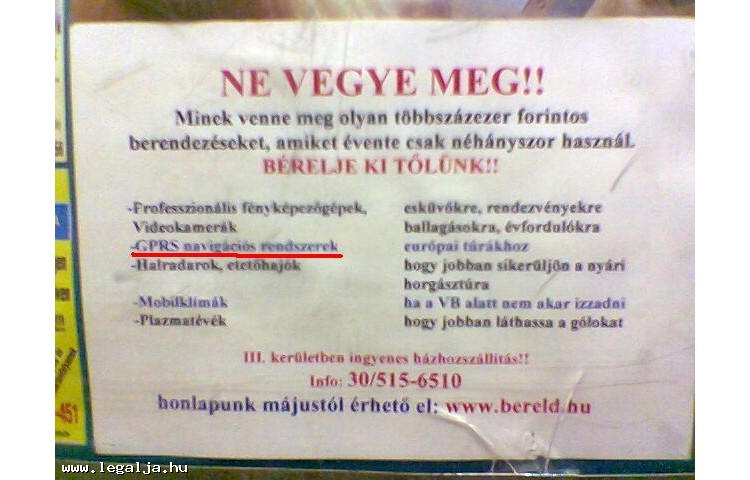 NE VEGYE MEG!!
Minek venne meg olyan többszázezer forintos
berendezéseket, amiket évente csak néhányszor használ.
BÉRELJE KI TŐLÜNK!!
-Professzionális fényképezőgépek, esküvőkre, rendezvényekre
Videokamerák ballagásokra, évfordulókra
-GPRS navigációs rendszerek európai túrákhoz
-Halradarok, etetőhajók hogy jobban sikerüljön a nyári
horgásztúra
-Mobilklímák ha a VB alatt nem akar izzadni
-Plazmatévék hogy jobban láthassa a gólokat
III. kerületben ingyenes házhozszállítás!!
Info: 30/515-6510
honlapunk májustól érhető el: www.bereld.hu
-451
www.legalja.hu